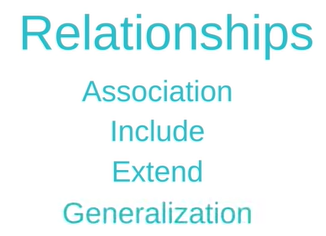 Relationships
Association
Include
Extend
Generalization